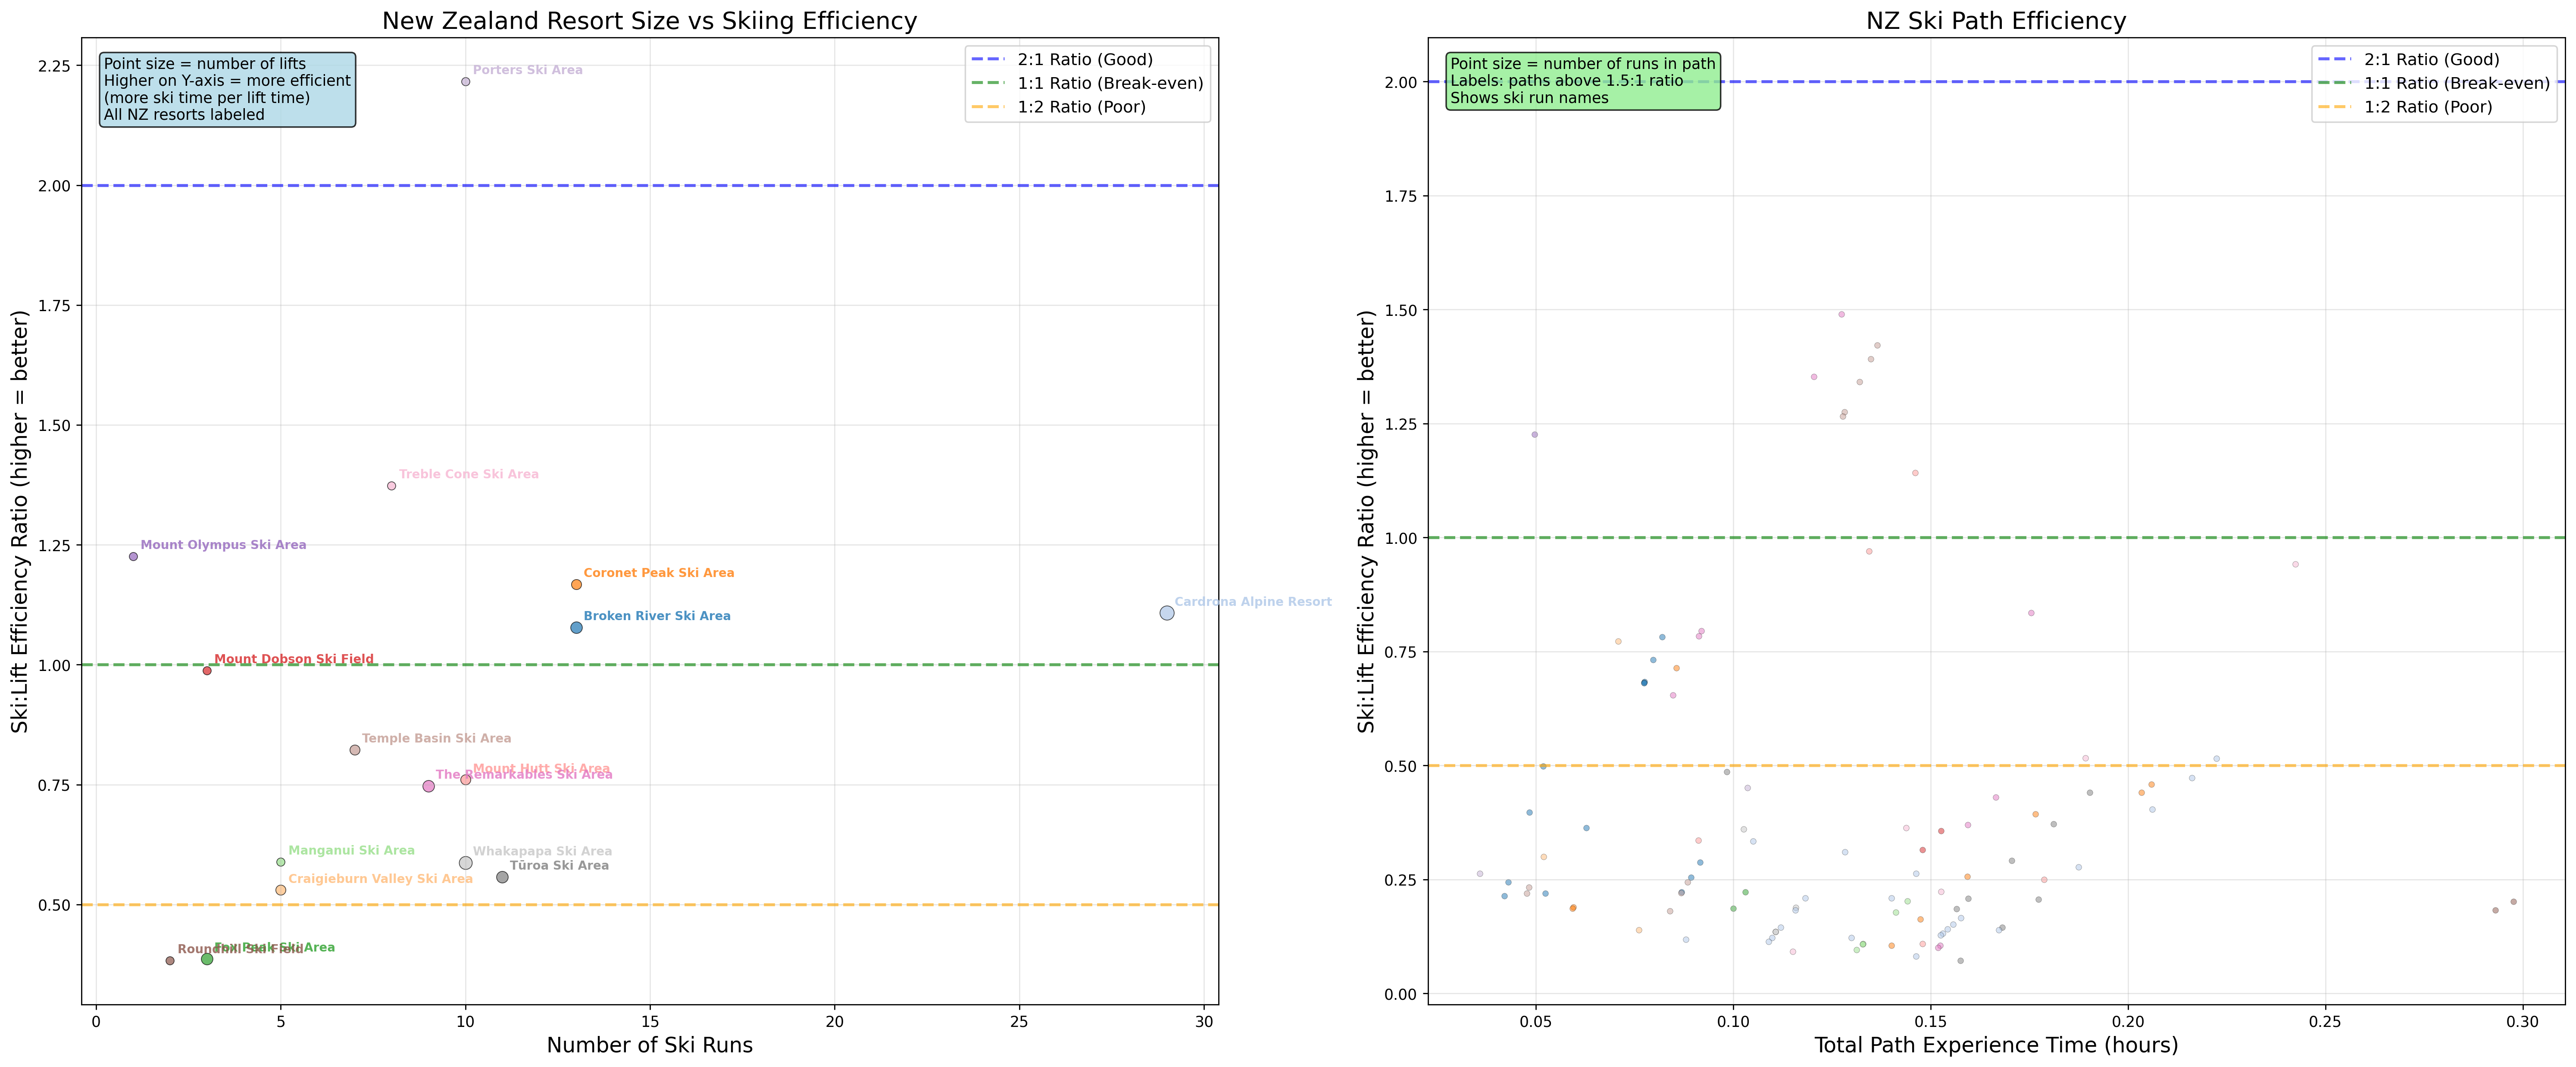 New Zealand Resort Size vs Skiing Efficiency
Point size = number of lifts
Higher on Y-axis = more efficient
(more ski time per lift time)
All NZ resorts labeled
2:1 Ratio (Good)
1:1 Ratio (Break-even)
1:2 Ratio (Poor)
Ski:Lift Efficiency Ratio (higher = better)
2.25
2.00
1.75
1.50
1.25
1.00
0.75
0.50
Porters Ski Area
Treble Cone Ski Area
Mount Olympus Ski Area
Coronet Peak Ski Area
Cardrona Alpine Resort
Broken River Ski Area
Mount Dobson Ski Field
Temple Basin Ski Area
Mount Hutt Ski Area
The Remarkables Ski Area
Manganui Ski Area
Whakapapa Ski Area
Tūroa Ski Area
Craigieburn Valley Ski Area
Fox Peak Ski Area
Roundhill Ski Field
0
5
10
15
20
25
30
Number of Ski Runs
NZ Ski Path Efficiency
Point size = number of runs in path
Labels: paths above 1.5:1 ratio
Shows ski run names
2:1 Ratio (Good)
1:1 Ratio (Break-even)
1:2 Ratio (Poor)
Ski:Lift Efficiency Ratio (higher = better)
2.00
1.75
1.50
1.25
1.00
0.75
0.50
0.25
0.00
0.05
0.10
0.15
0.20
0.25
0.30
Total Path Experience Time (hours)